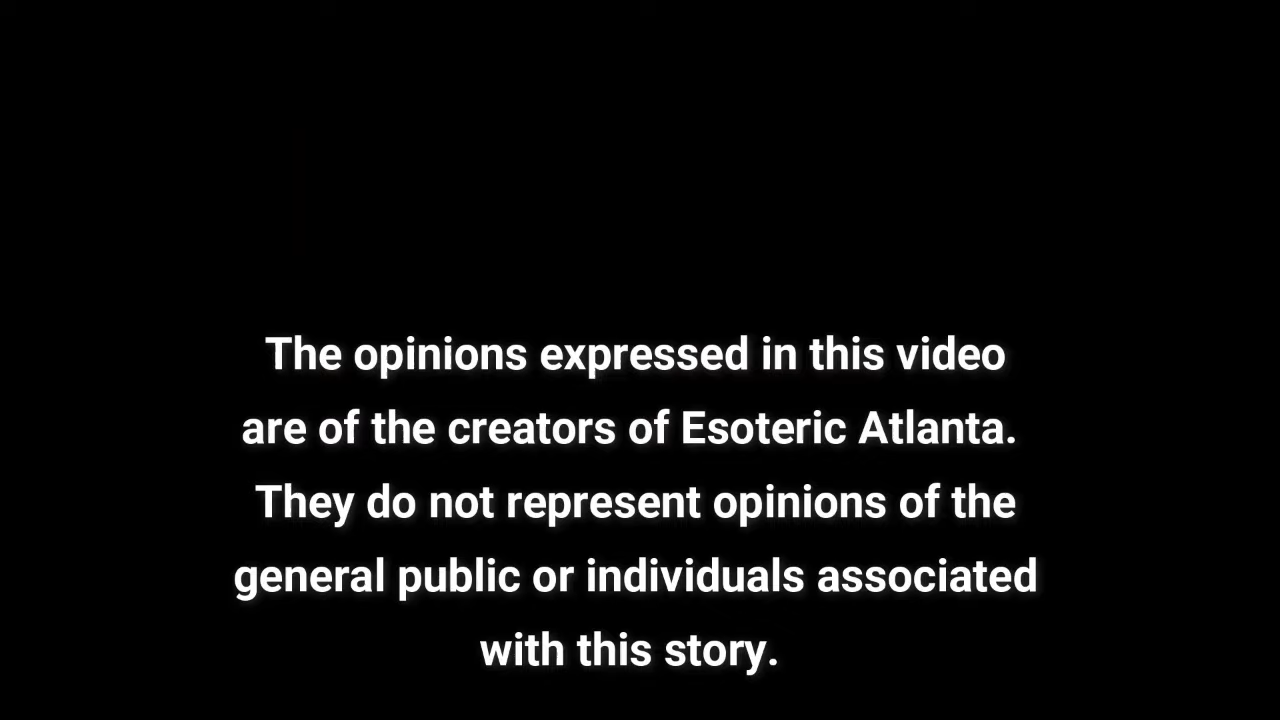 The opinions expressed in this video
are of the creators of Esoteric Atlanta.
They do not represent opinions of the
general public or individuals associated
with this story.